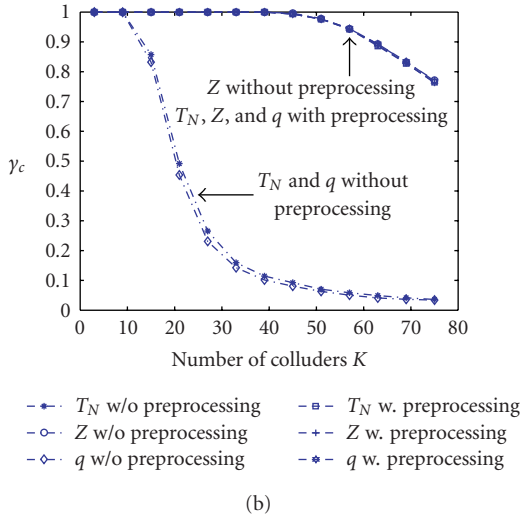 1
0.9
0.8
0.7
0.6
0.5
0.4
0.3
0.2
0.1
0
γc
Z without preprocessing
TN, Z, and q with preprocessing
TN and q without
preprocessing
0 10 20 30 40 50 60 70 80
Number of colluders K
TN w/o preprocessing
Z w/o preprocessing
q w/o preprocessing
TN w. preprocessing
Z w. preprocessing
q w. preprocessing
(b)